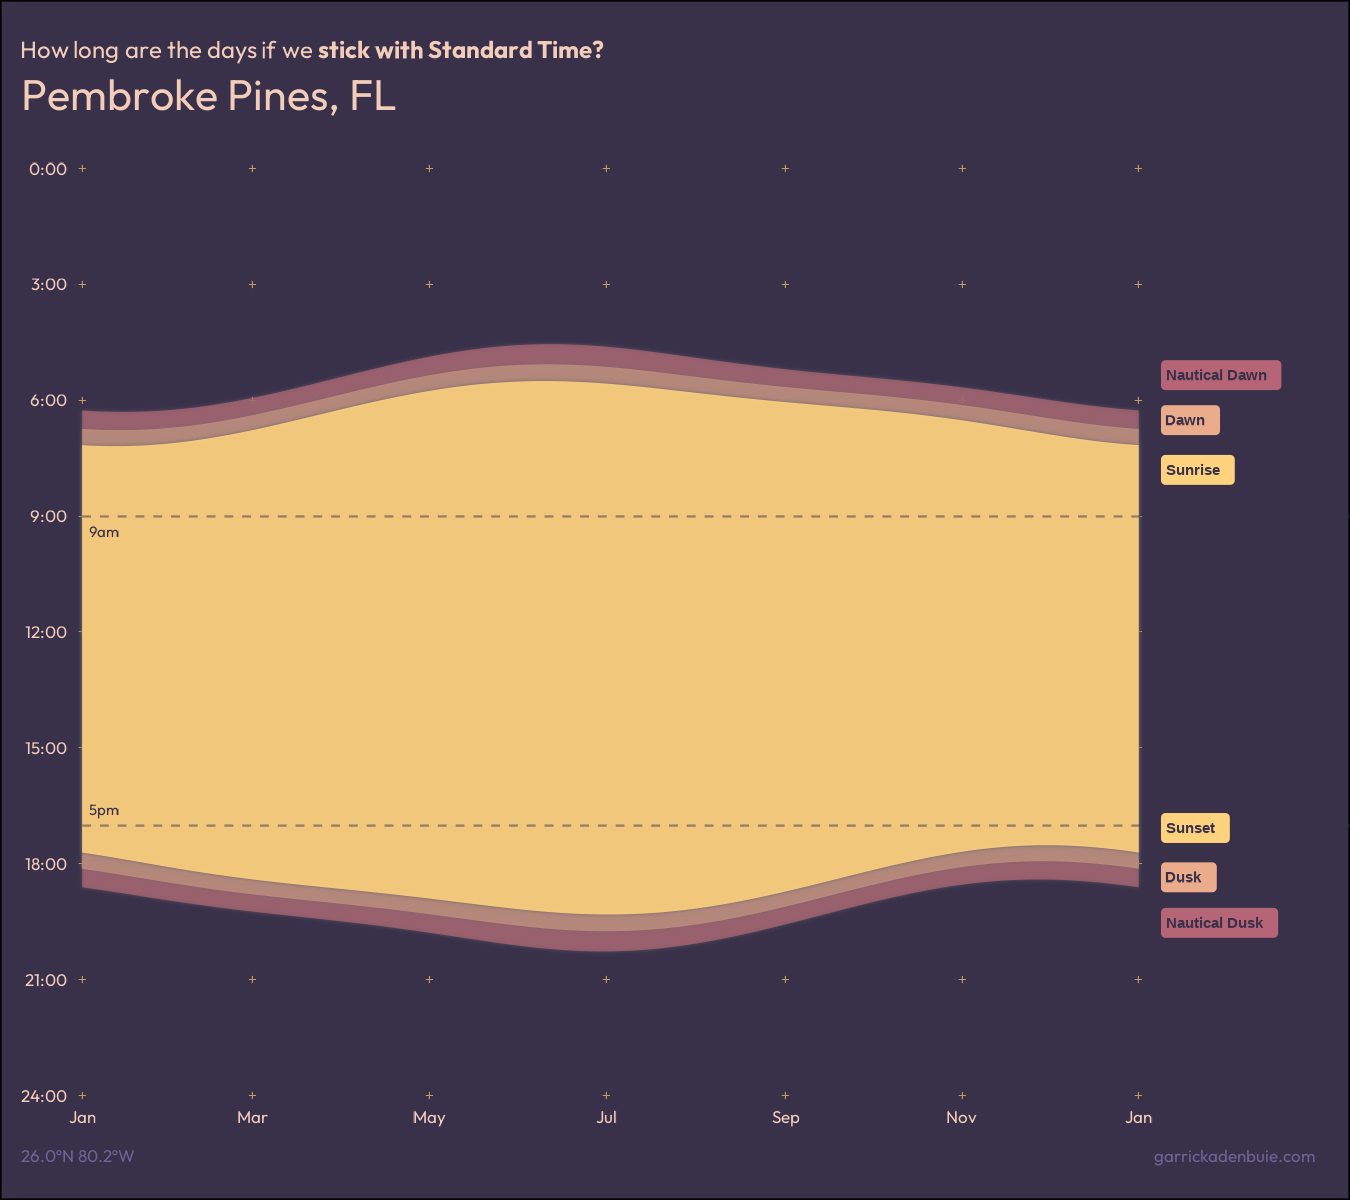 How long are the days if we stick with Standard Time?
Pembroke Pines, FL
0:00
3:00
6:00
9:00
12:00
15:00
18:00
21:00
24:00
9am
5pm
Nautical Dawn
Dawn
Sunrise
Sunset
Dusk
Nautical Dusk
Jan Mar May Jul Sep Nov Jan
26.0°N 80.2°W
garrickadenbuie.com